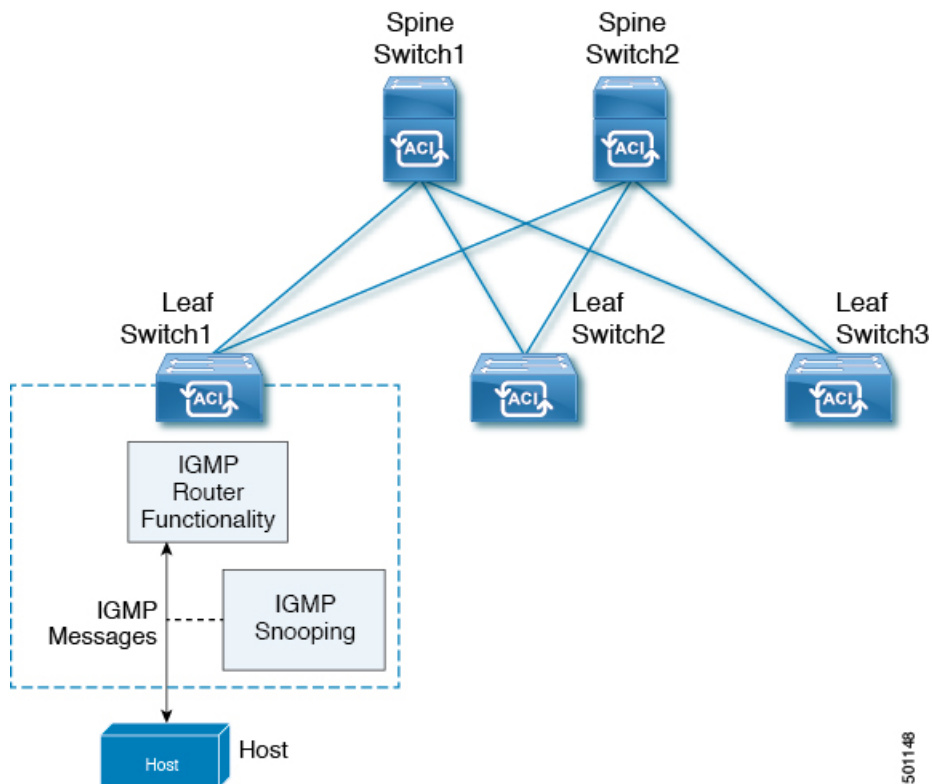 Spine
Switch1
Spine
Switch2
ACI
ACI
Leaf
Switch1
Leaf
Switch2
Leaf
Switch3
ACI
ACI
ACI
IGMP
Router
Functionality
IGMP
Messages
IGMP
Snooping
Host
Host
501148